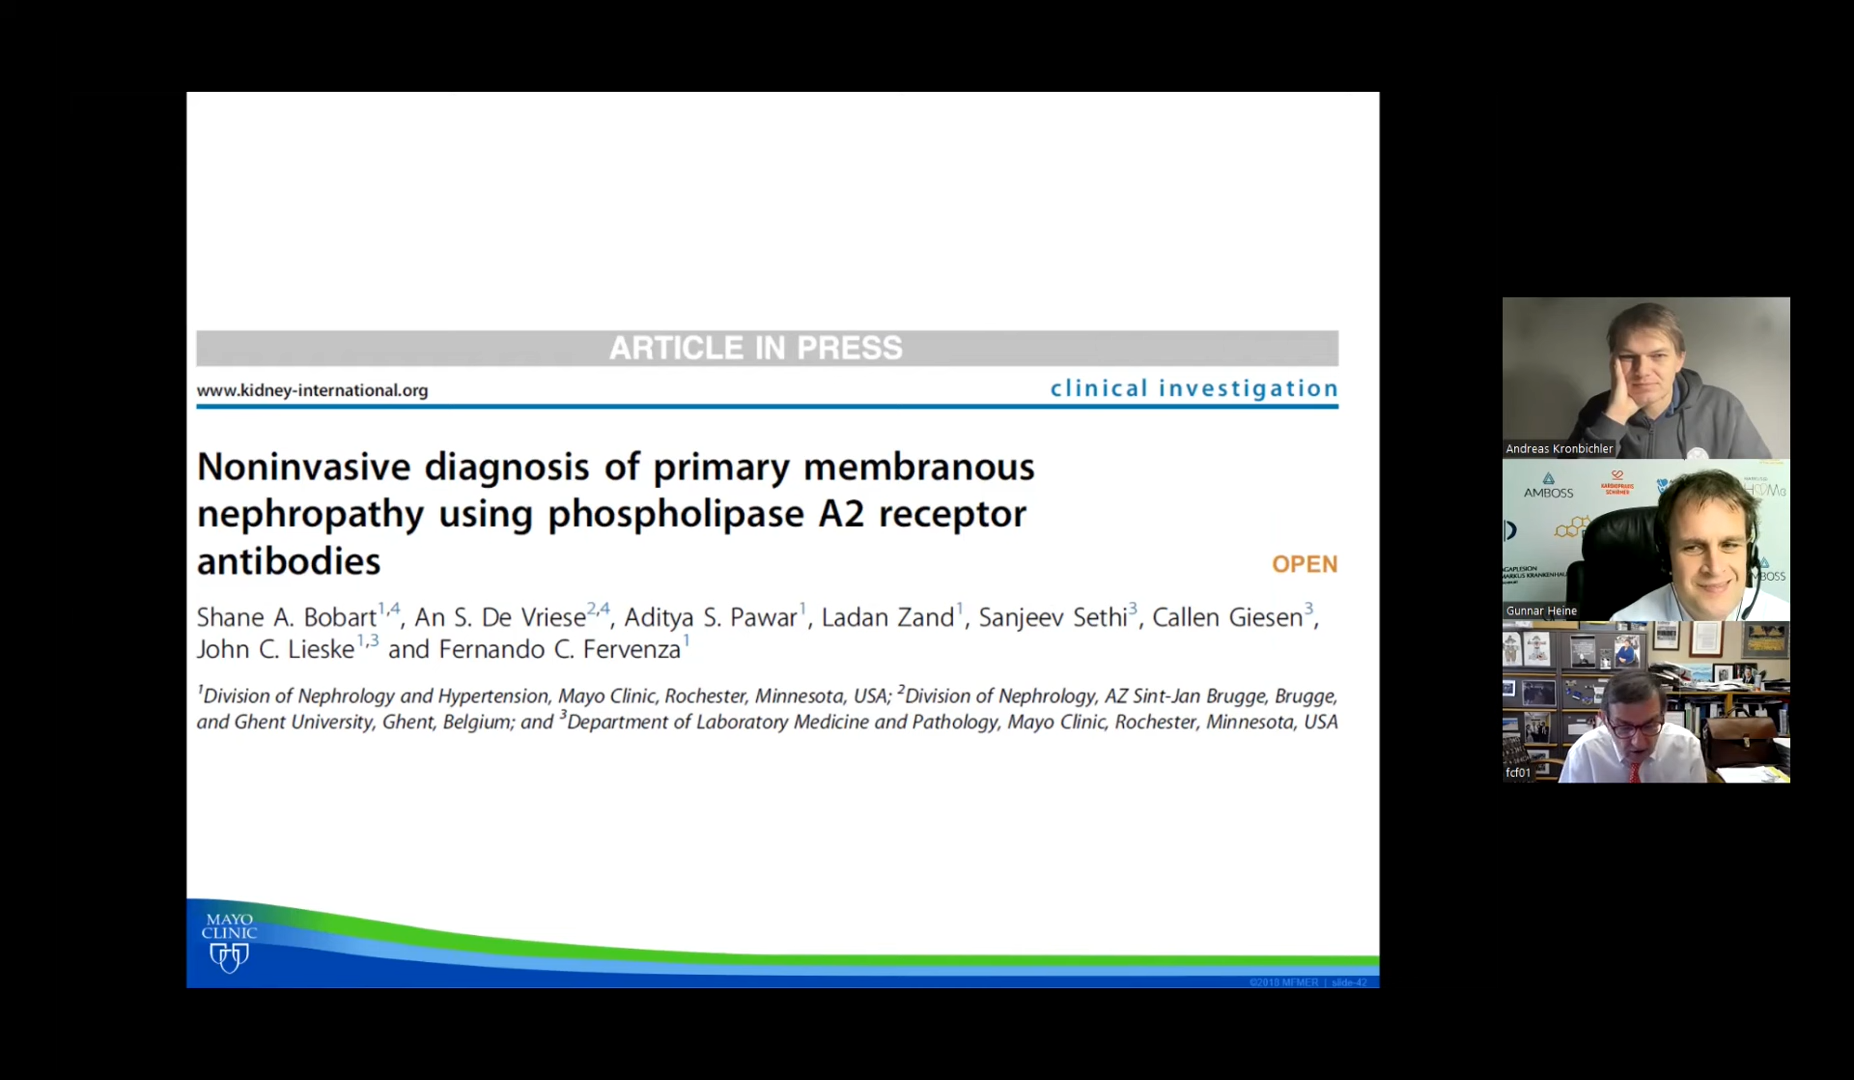 ARTICLE IN PRESS
www.kidney-international.org
clinical investigation
Noninvasive diagnosis of primary membranous
nephropathy using phospholipase A2 receptor
antibodies
OPEN
Shane A. Bobart1,4, An S. De Vriese2,4, Aditya S. Pawar1, Ladan Zand1, Sanjeev Sethi3, Callen Giesen3,
John C. Lieske1,3 and Fernando C. Fervenza1
1Division of Nephrology and Hypertension, Mayo Clinic, Rochester, Minnesota, USA; 2Division of Nephrology, AZ Sint-Jan Brugge, Brugge,
and Ghent University, Ghent, Belgium; and 3Department of Laboratory Medicine and Pathology, Mayo Clinic, Rochester, Minnesota, USA
MAYO
CLINIC
©2018 MFMER | slide-42
Andreas Kronbichler
AMBOSS
Gunnar Heine
fcf01